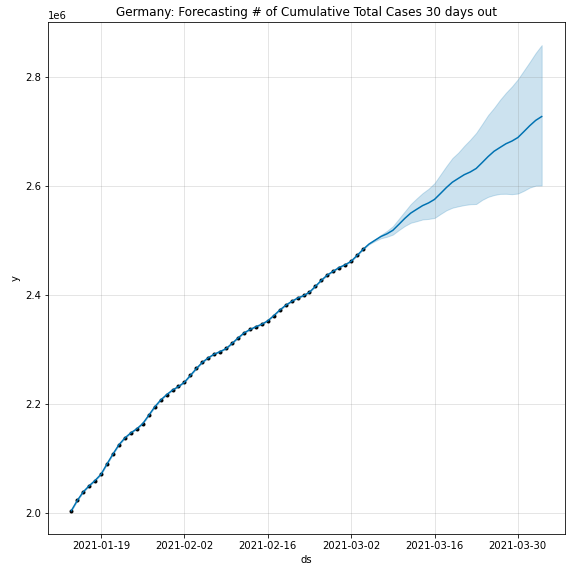 Germany: Forecasting # of Cumulative Total Cases 30 days out
1e6
2.8
2.6
2.4
2.2
2.0
y
2021-01-19 2021-02-02 2021-02-16 2021-03-02 2021-03-16 2021-03-30
ds